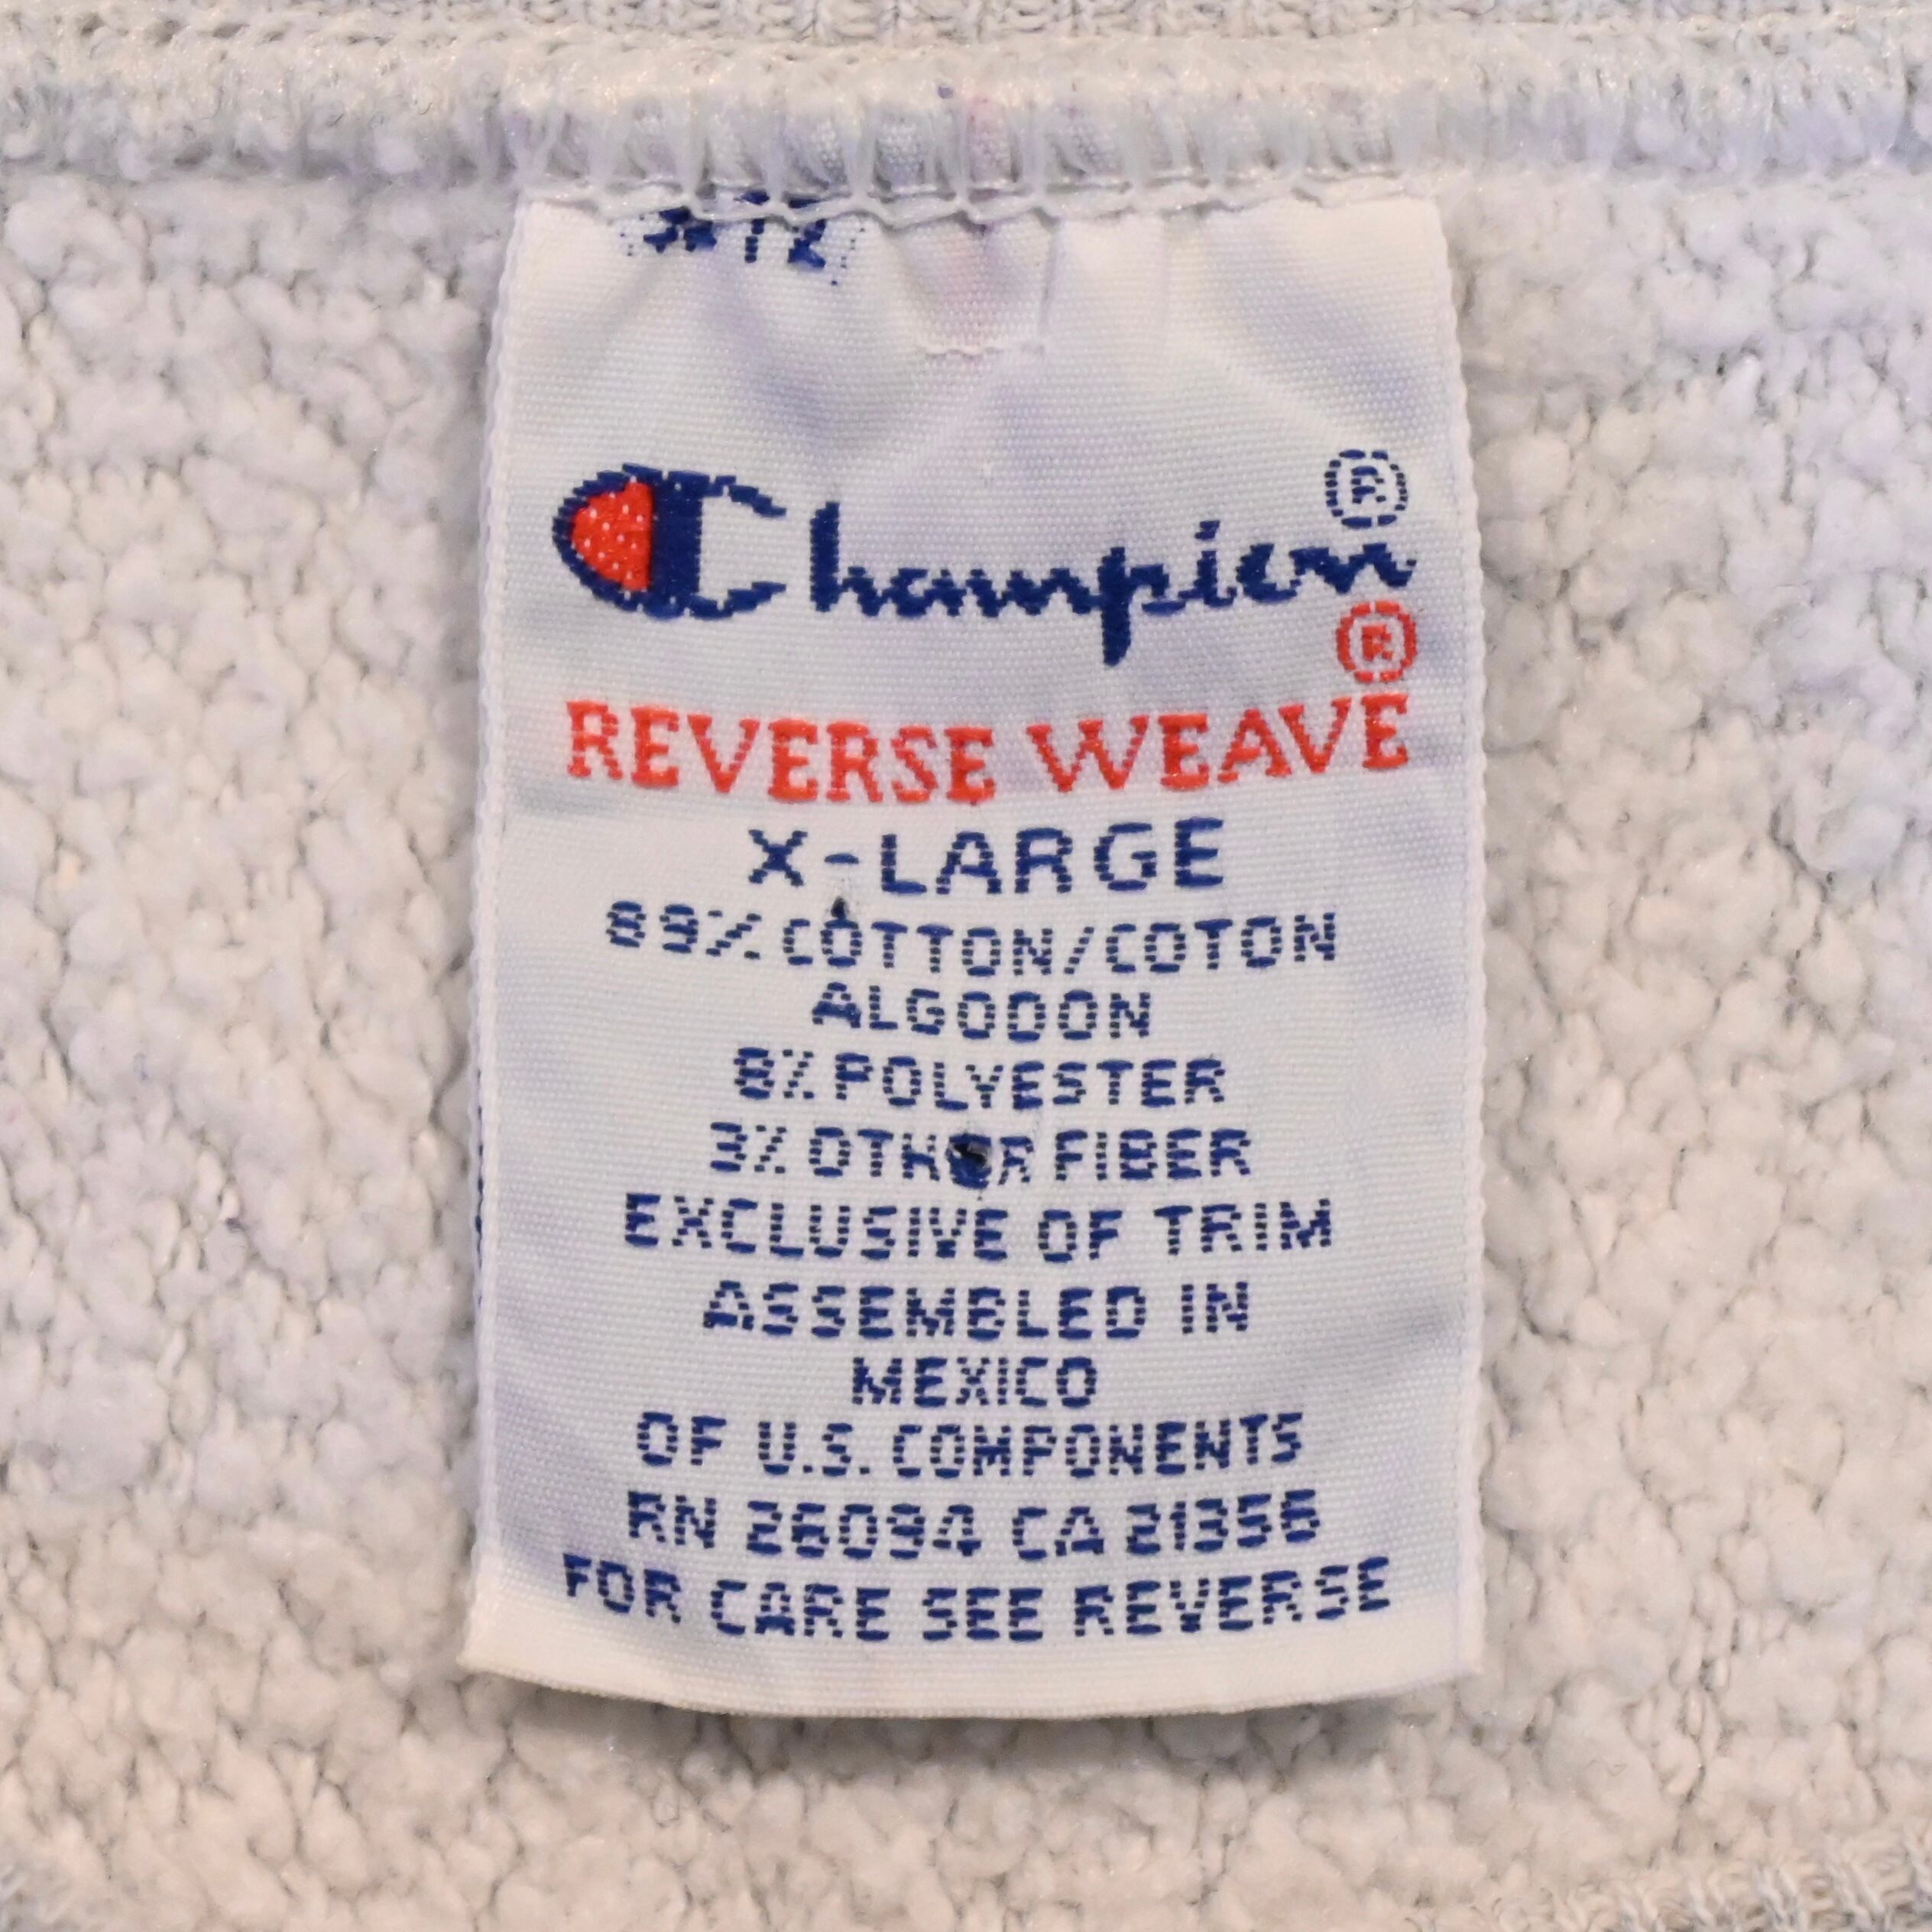 Champion®
®
REVERSE WEAVE
X-LARGE
89% COTTON/COTON
ALGODON
8% POLYESTER
3% OTHER FIBER
EXCLUSIVE OF TRIM
ASSEMBLED IN
MEXICO
OF U.S. COMPONENTS
RN 26094 CA 21356
FOR CARE SEE REVERSE